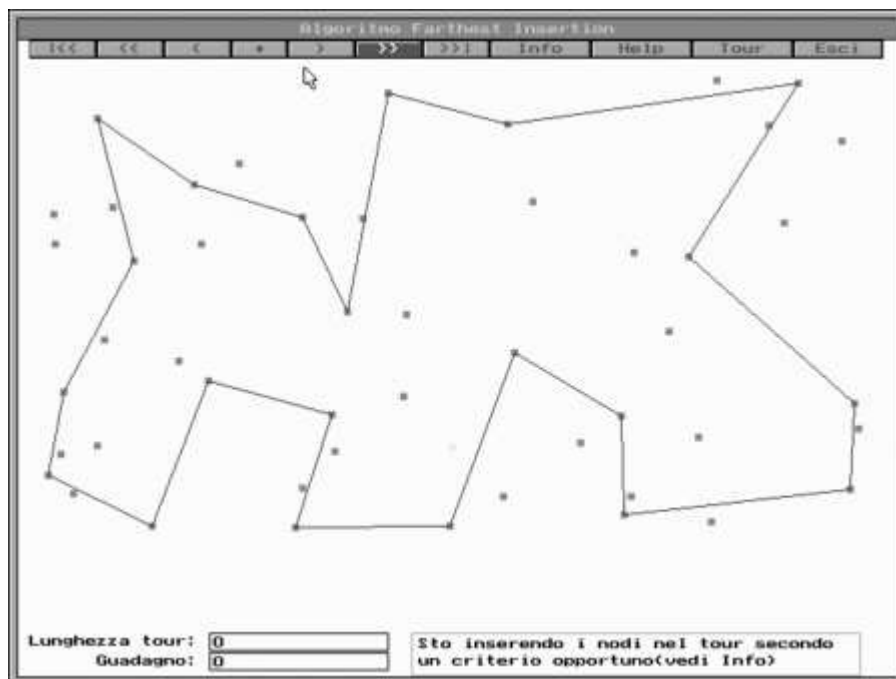 Algoritmo Farthest Insertion
|<< << < * > >> >>| Info Help Tour Esci
Lunghezza tour: 0
Guadagno: 0
Sto inserendo i nodi nel tour secondo
un criterio opportuno(vedi Info)